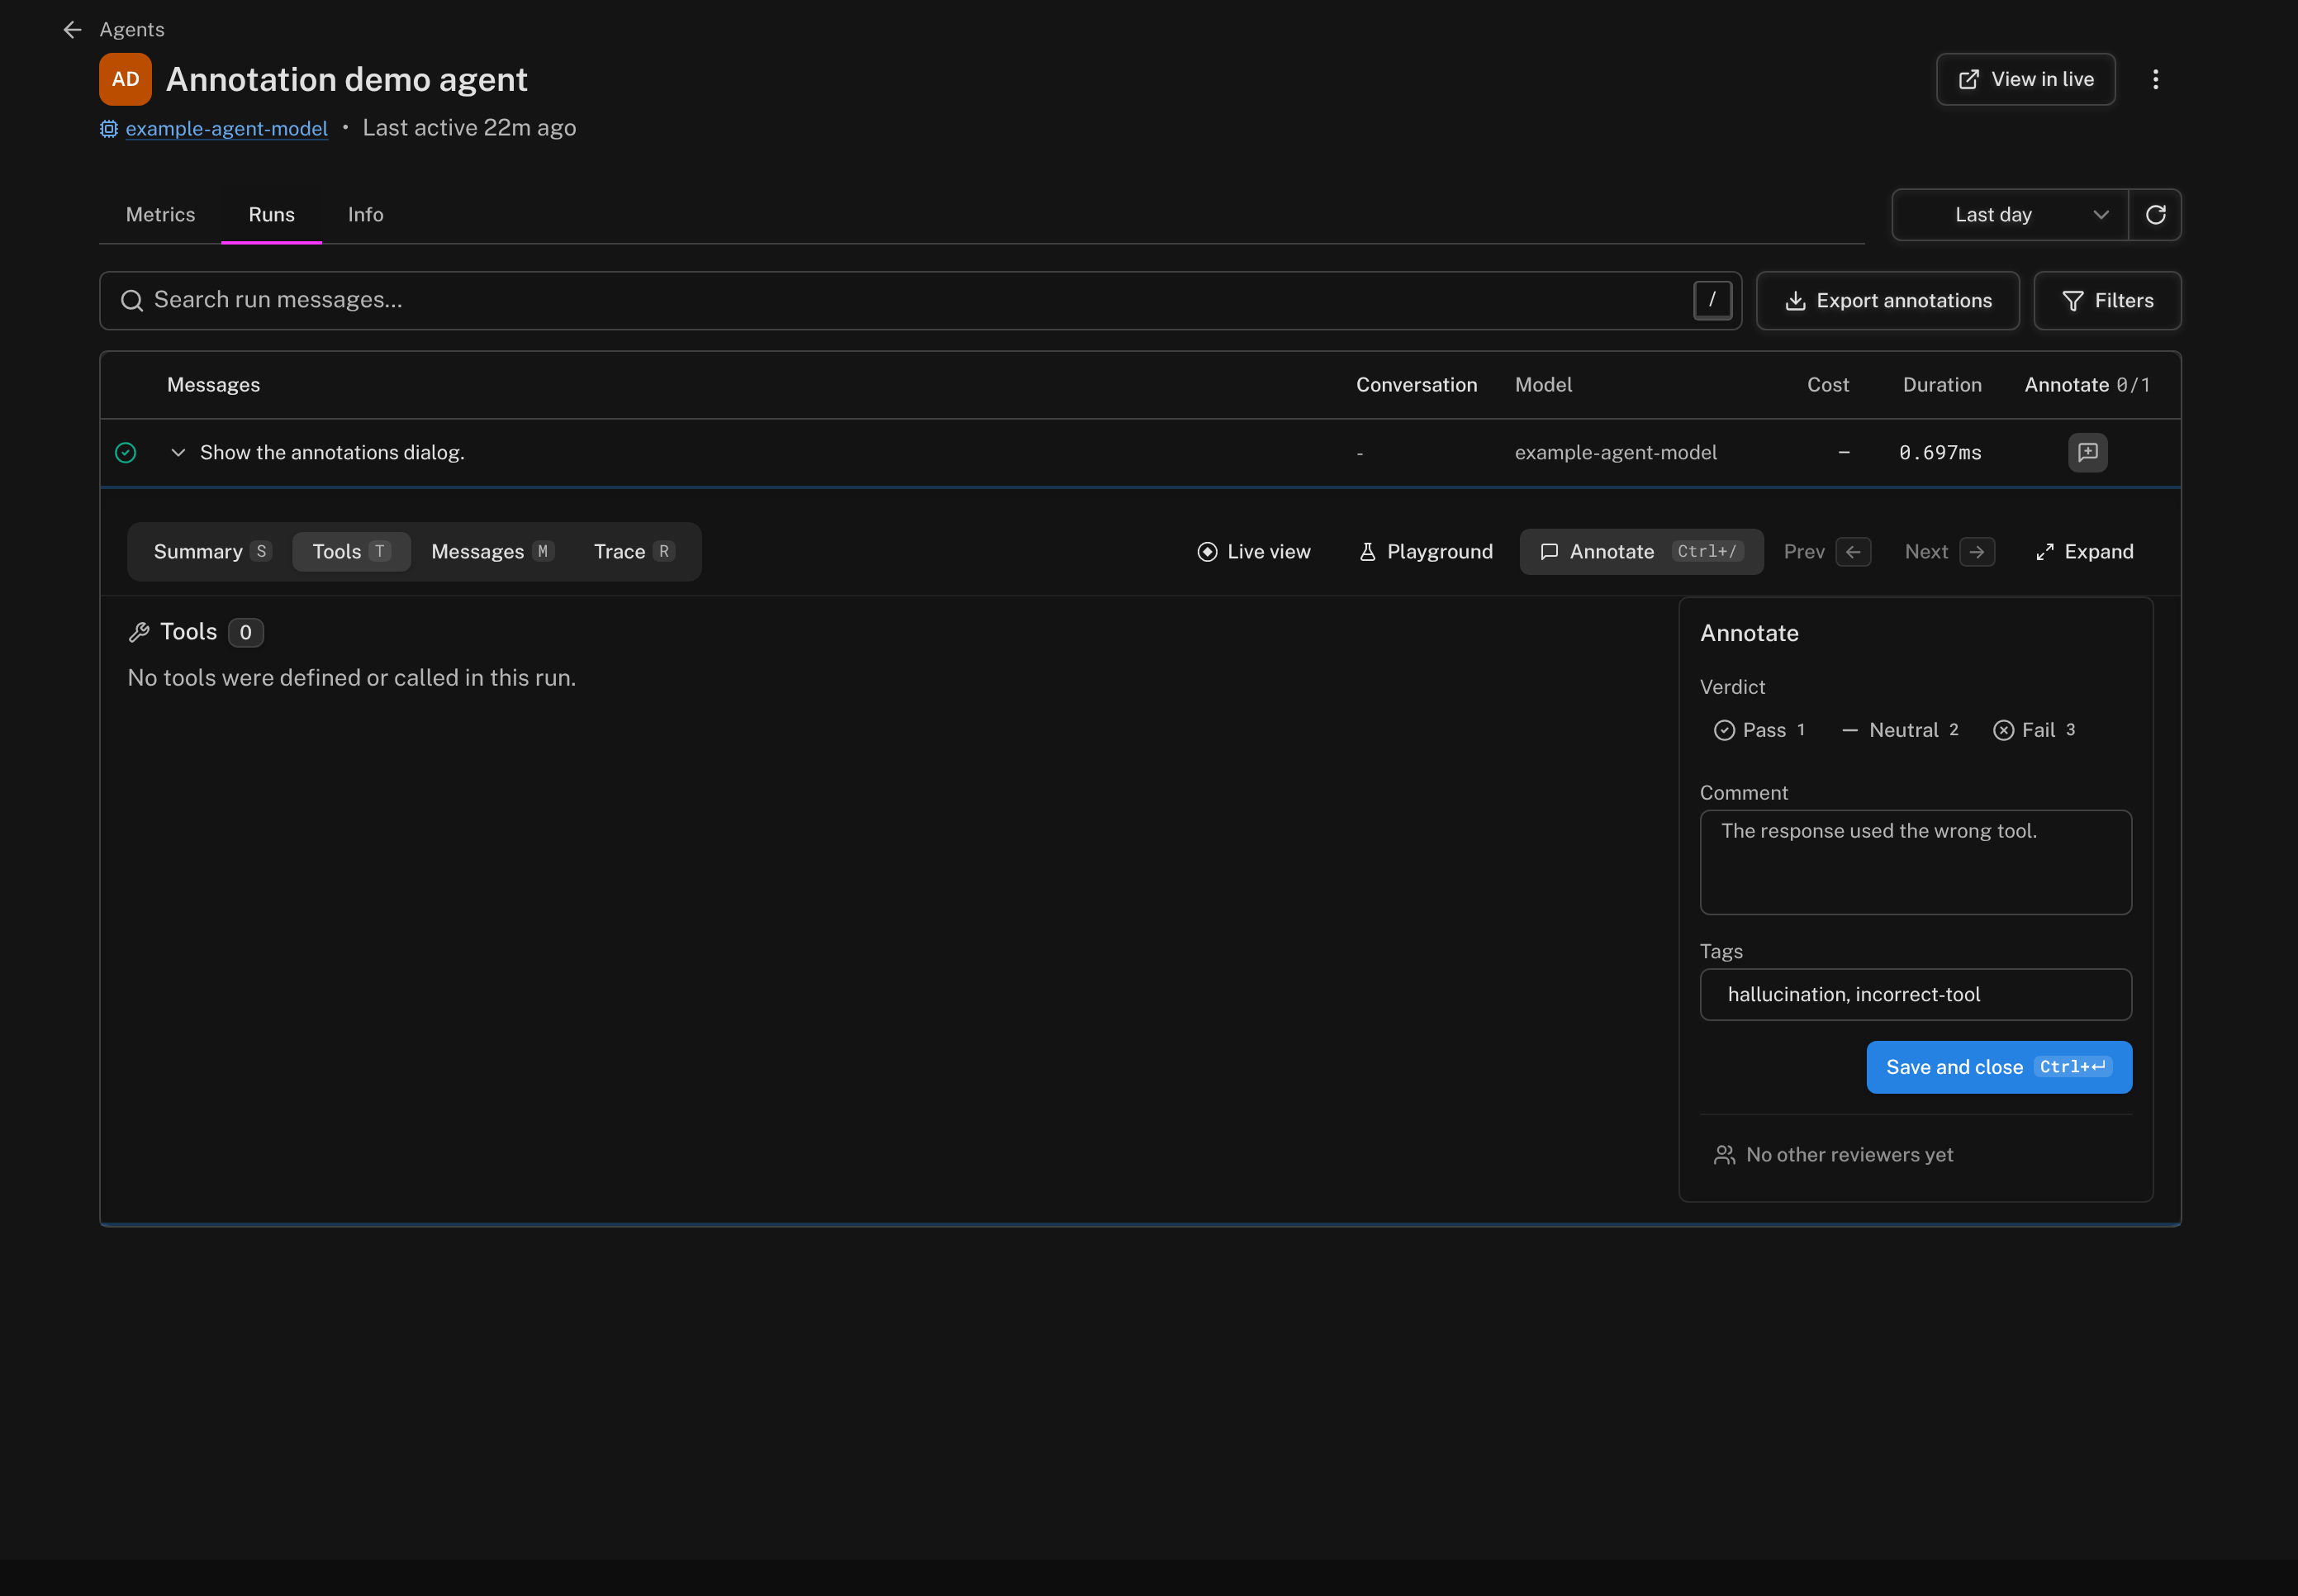 Agents
AD Annotation demo agent
View in live
example-agent-model • Last active 22m ago
Metrics Runs Info
Last day
Search run messages... /
Export annotations
Filters
Messages Conversation Model Cost Duration Annotate 0/1
Show the annotations dialog. - example-agent-model — 0.697ms
Summary S Tools T Messages M Trace R
Live view Playground Annotate Ctrl+/ Prev ← Next → Expand
Tools 0
No tools were defined or called in this run.
Annotate
Verdict
Pass 1 Neutral 2 Fail 3
Comment
The response used the wrong tool.
Tags
hallucination, incorrect-tool
Save and close Ctrl+↵
No other reviewers yet